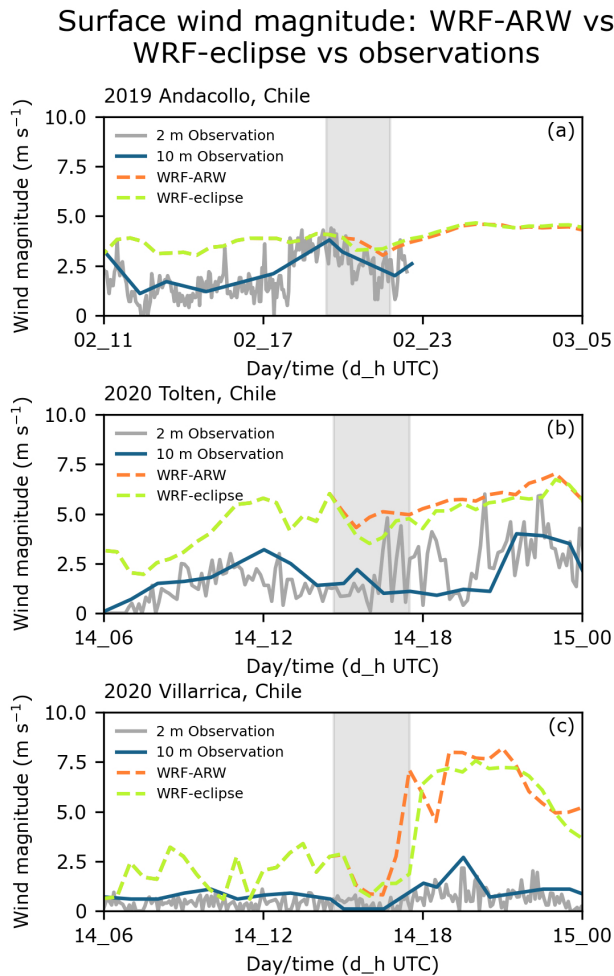 Surface wind magnitude: WRF-ARW vs
WRF-eclipse vs observations
2019 Andacollo, Chile
10.0
7.5
5.0
2.5
0
Wind magnitude (m s⁻¹)
2 m Observation
10 m Observation
WRF-ARW
WRF-eclipse
(a)
02_11
02_17
02_23
03_05
Day/time (d_h UTC)
2020 Tolten, Chile
10.0
7.5
5.0
2.5
0
Wind magnitude (m s⁻¹)
2 m Observation
10 m Observation
WRF-ARW
WRF-eclipse
(b)
14_06
14_12
14_18
15_00
Day/time (d_h UTC)
2020 Villarrica, Chile
10.0
7.5
5.0
2.5
0
Wind magnitude (m s⁻¹)
2 m Observation
10 m Observation
WRF-ARW
WRF-eclipse
(c)
14_06
14_12
14_18
15_00
Day/time (d_h UTC)